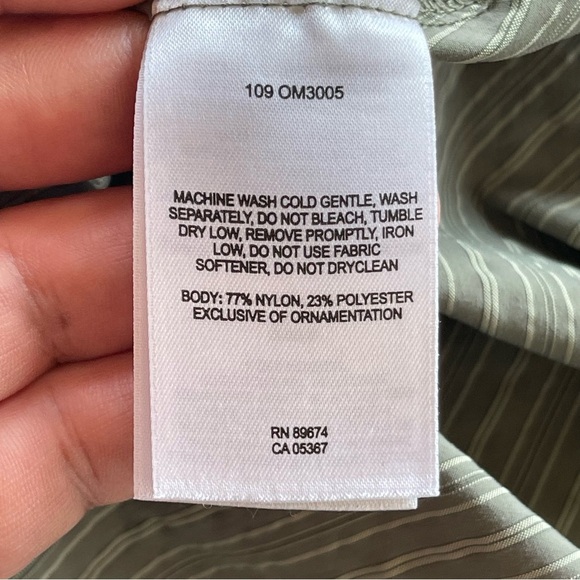 109 OM3005
MACHINE WASH COLD GENTLE, WASH
SEPARATELY, DO NOT BLEACH, TUMBLE
DRY LOW, REMOVE PROMPTLY, IRON
LOW, DO NOT USE FABRIC
SOFTENER, DO NOT DRYCLEAN
BODY: 77% NYLON, 23% POLYESTER
EXCLUSIVE OF ORNAMENTATION
RN 89674
CA 05367